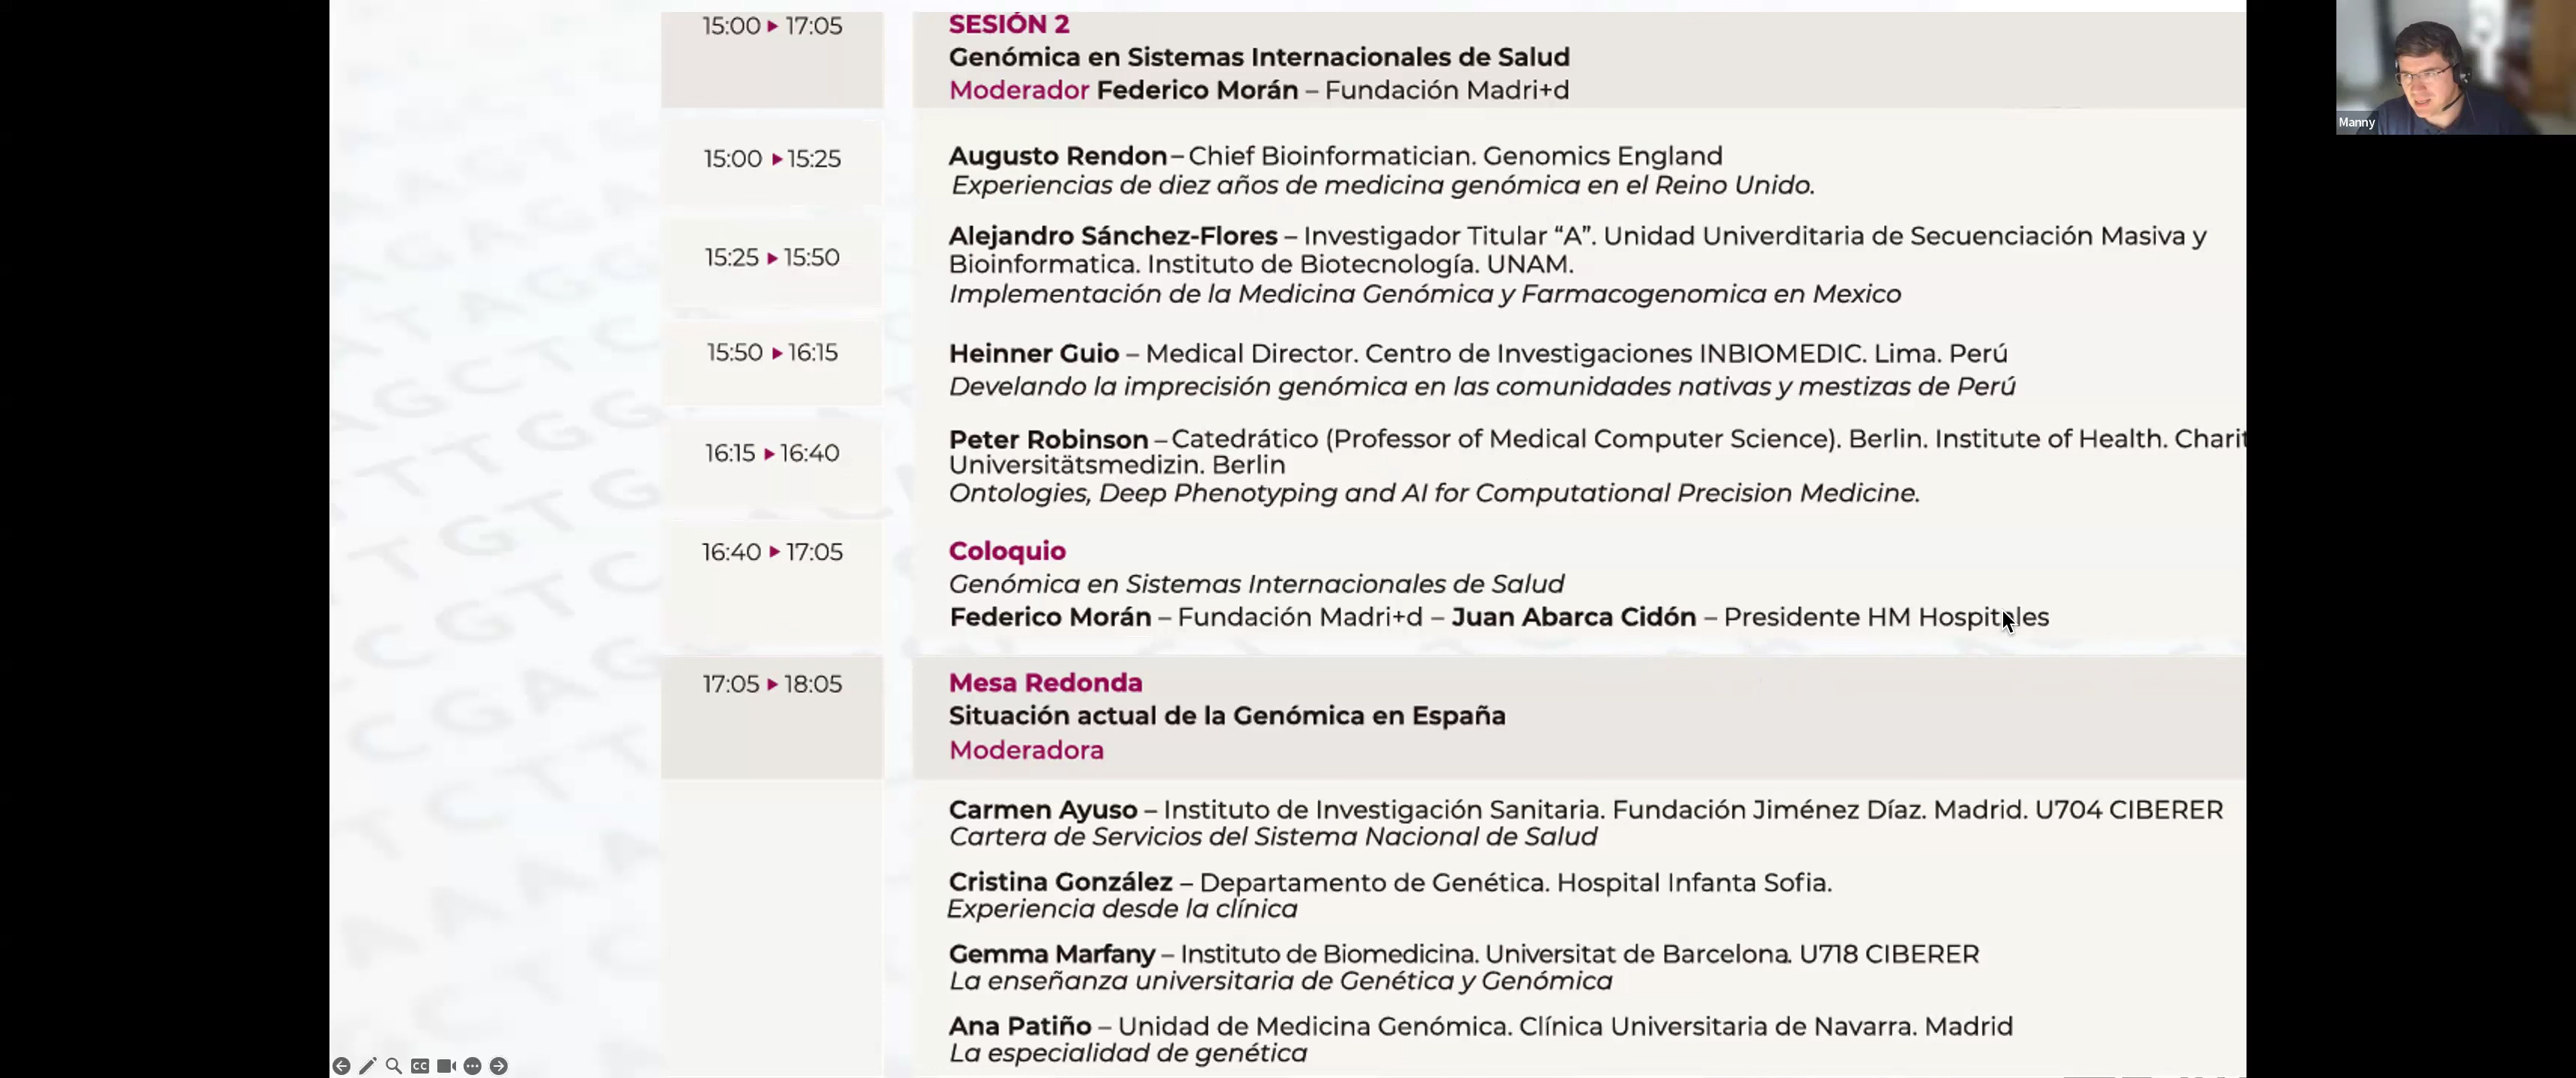 15:00 ▶ 17:05
SESIÓN 2
Genómica en Sistemas Internacionales de Salud
Moderador Federico Morán – Fundación Madri+d
15:00 ▶ 15:25
Augusto Rendon – Chief Bioinformatician. Genomics England
Experiencias de diez años de medicina genómica en el Reino Unido.
15:25 ▶ 15:50
Alejandro Sánchez-Flores – Investigador Titular “A”. Unidad Univerditaria de Secuenciación Masiva y
Bioinformatica. Instituto de Biotecnología. UNAM.
Implementación de la Medicina Genómica y Farmacogenomica en Mexico
15:50 ▶ 16:15
Heinner Guio – Medical Director. Centro de Investigaciones INBIOMEDIC. Lima. Perú
Develando la imprecisión genómica en las comunidades nativas y mestizas de Perú
16:15 ▶ 16:40
Peter Robinson – Catedrático (Professor of Medical Computer Science). Berlin. Institute of Health. Charit
Universitätsmedizin. Berlin
Ontologies, Deep Phenotyping and AI for Computational Precision Medicine.
16:40 ▶ 17:05
Coloquio
Genómica en Sistemas Internacionales de Salud
Federico Morán – Fundación Madri+d – Juan Abarca Cidón – Presidente HM Hospitales
17:05 ▶ 18:05
Mesa Redonda
Situación actual de la Genómica en España
Moderadora
Carmen Ayuso – Instituto de Investigación Sanitaria. Fundación Jiménez Díaz. Madrid. U704 CIBERER
Cartera de Servicios del Sistema Nacional de Salud
Cristina González – Departamento de Genética. Hospital Infanta Sofia.
Experiencia desde la clínica
Gemma Marfany – Instituto de Biomedicina. Universitat de Barcelona. U718 CIBERER
La enseñanza universitaria de Genética y Genómica
Ana Patiño – Unidad de Medicina Genómica. Clínica Universitaria de Navarra. Madrid
La especialidad de genética
Manny
CC